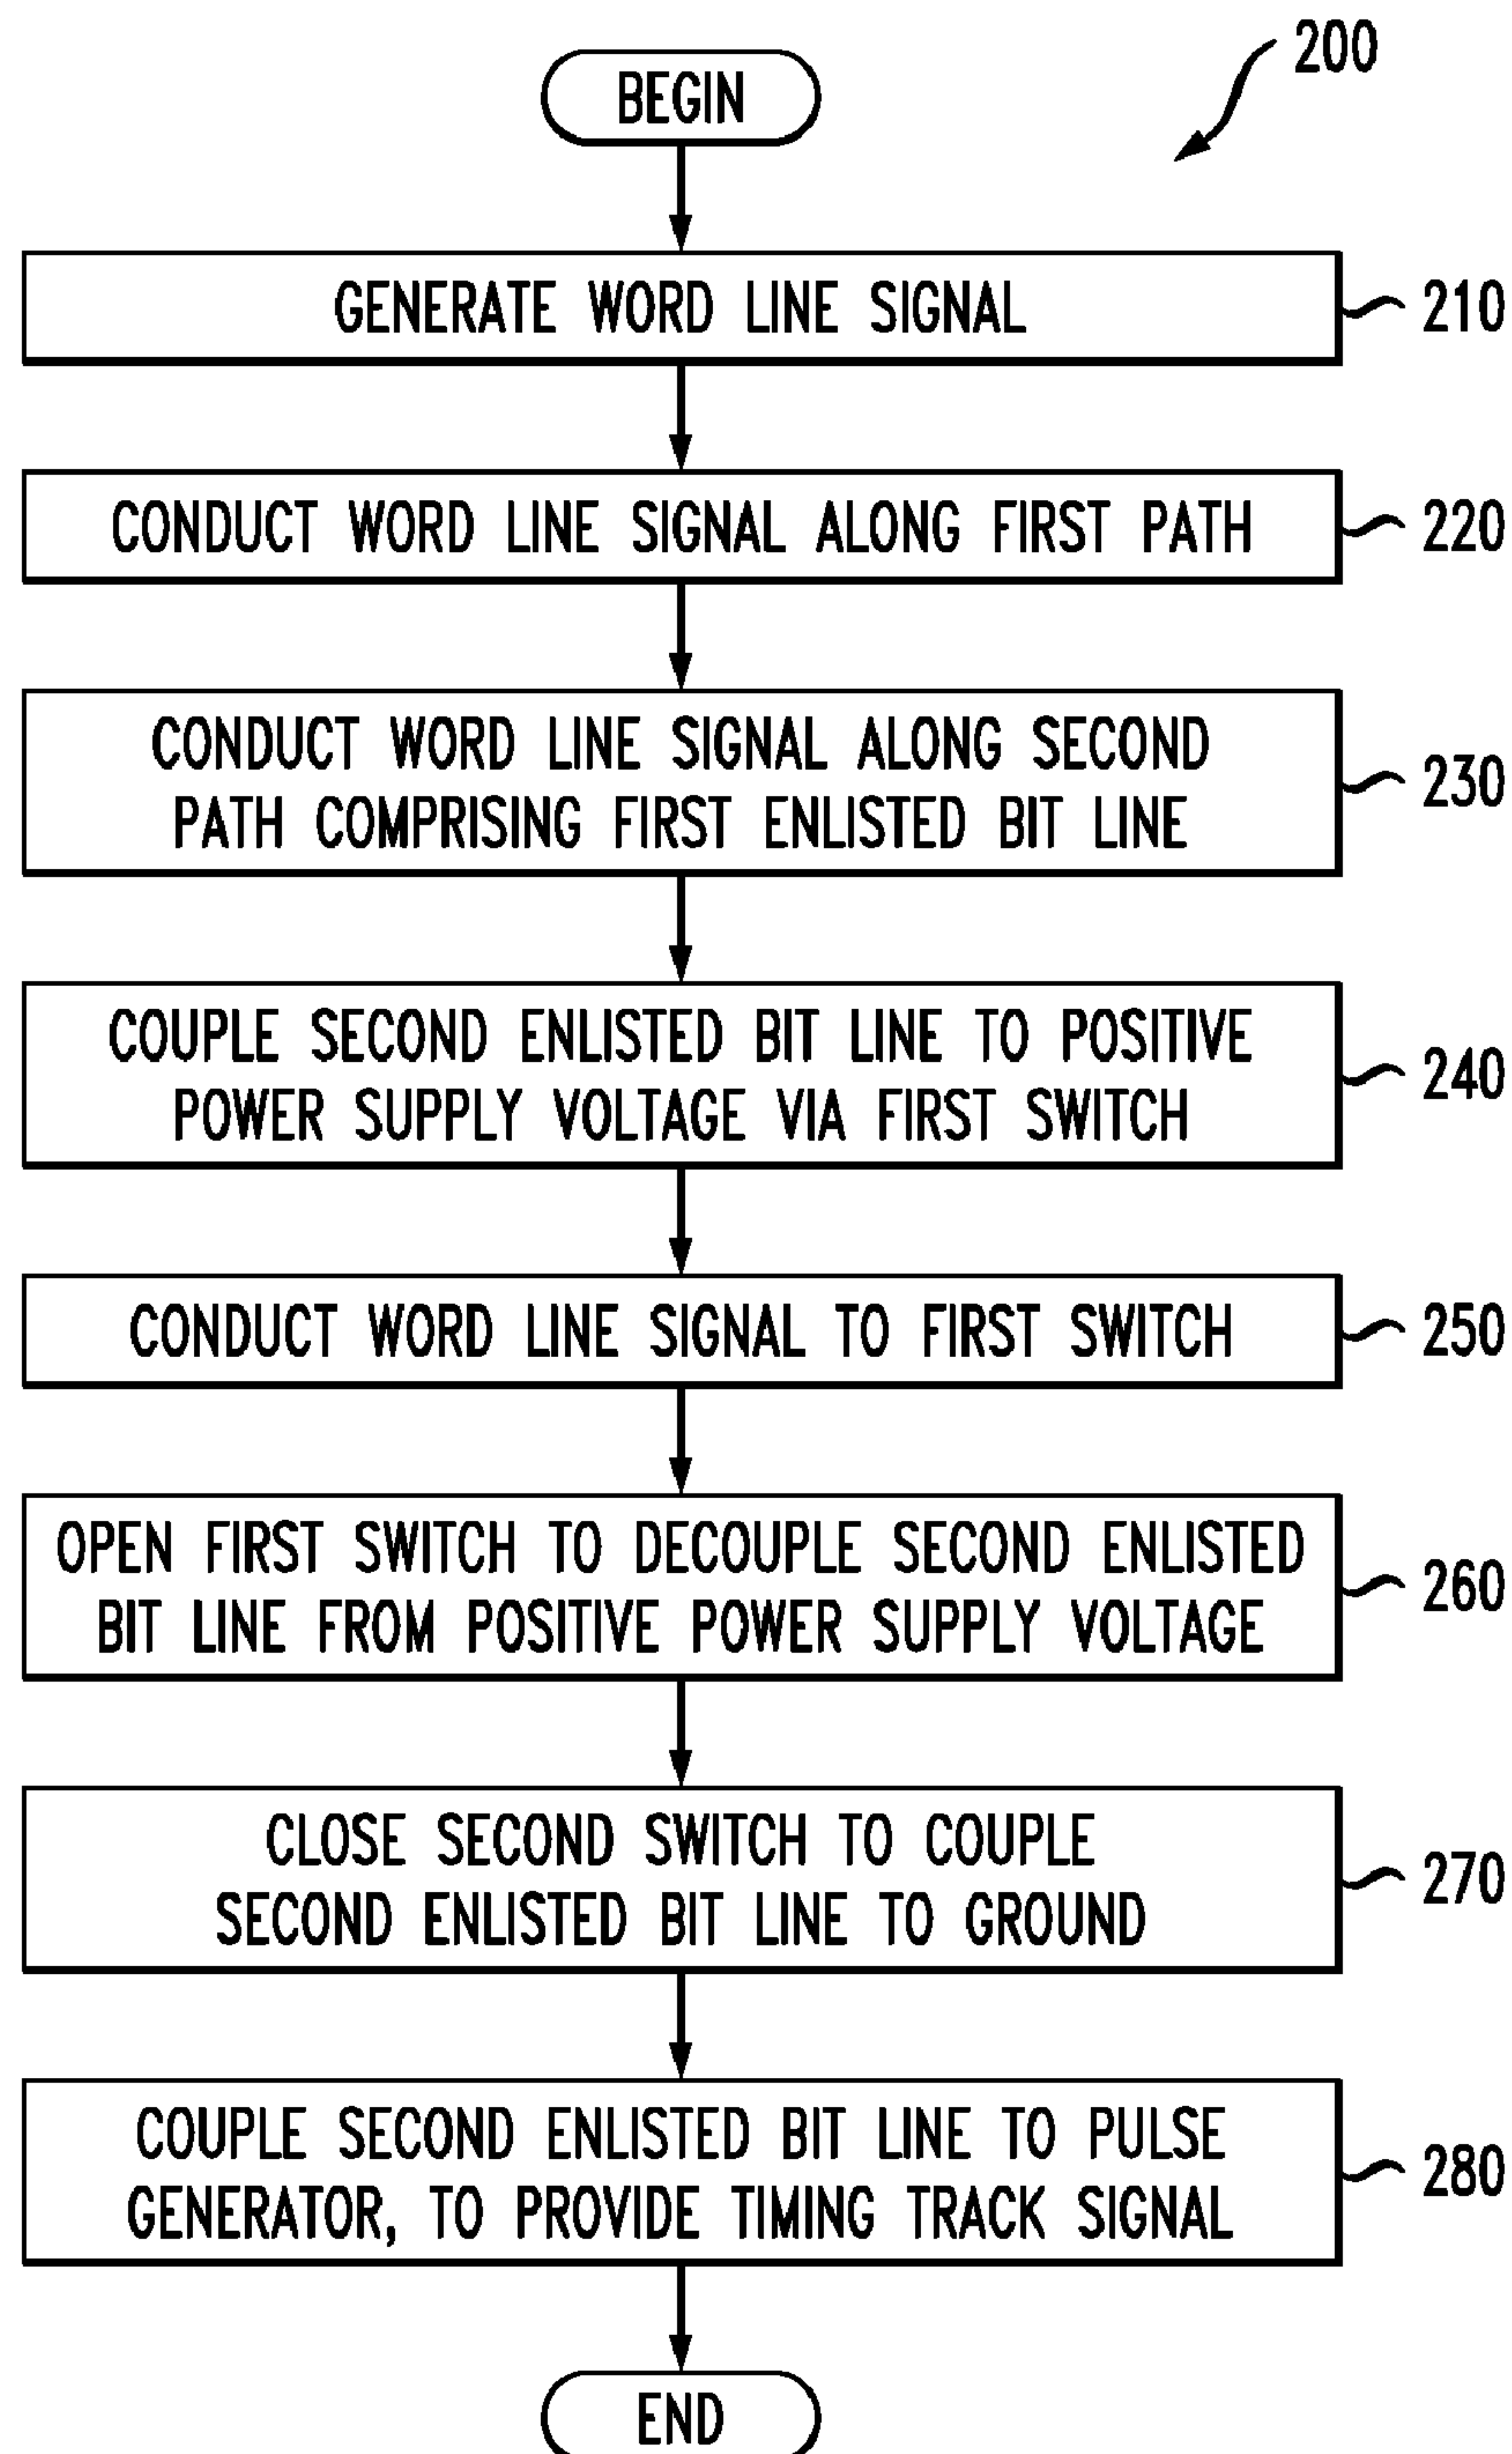 200
BEGIN
GENERATE WORD LINE SIGNAL
210
CONDUCT WORD LINE SIGNAL ALONG FIRST PATH
220
CONDUCT WORD LINE SIGNAL ALONG SECOND
PATH COMPRISING FIRST ENLISTED BIT LINE
230
COUPLE SECOND ENLISTED BIT LINE TO POSITIVE
POWER SUPPLY VOLTAGE VIA FIRST SWITCH
240
CONDUCT WORD LINE SIGNAL TO FIRST SWITCH
250
OPEN FIRST SWITCH TO DECOUPLE SECOND ENLISTED
BIT LINE FROM POSITIVE POWER SUPPLY VOLTAGE
260
CLOSE SECOND SWITCH TO COUPLE
SECOND ENLISTED BIT LINE TO GROUND
270
COUPLE SECOND ENLISTED BIT LINE TO PULSE
GENERATOR, TO PROVIDE TIMING TRACK SIGNAL
280
END